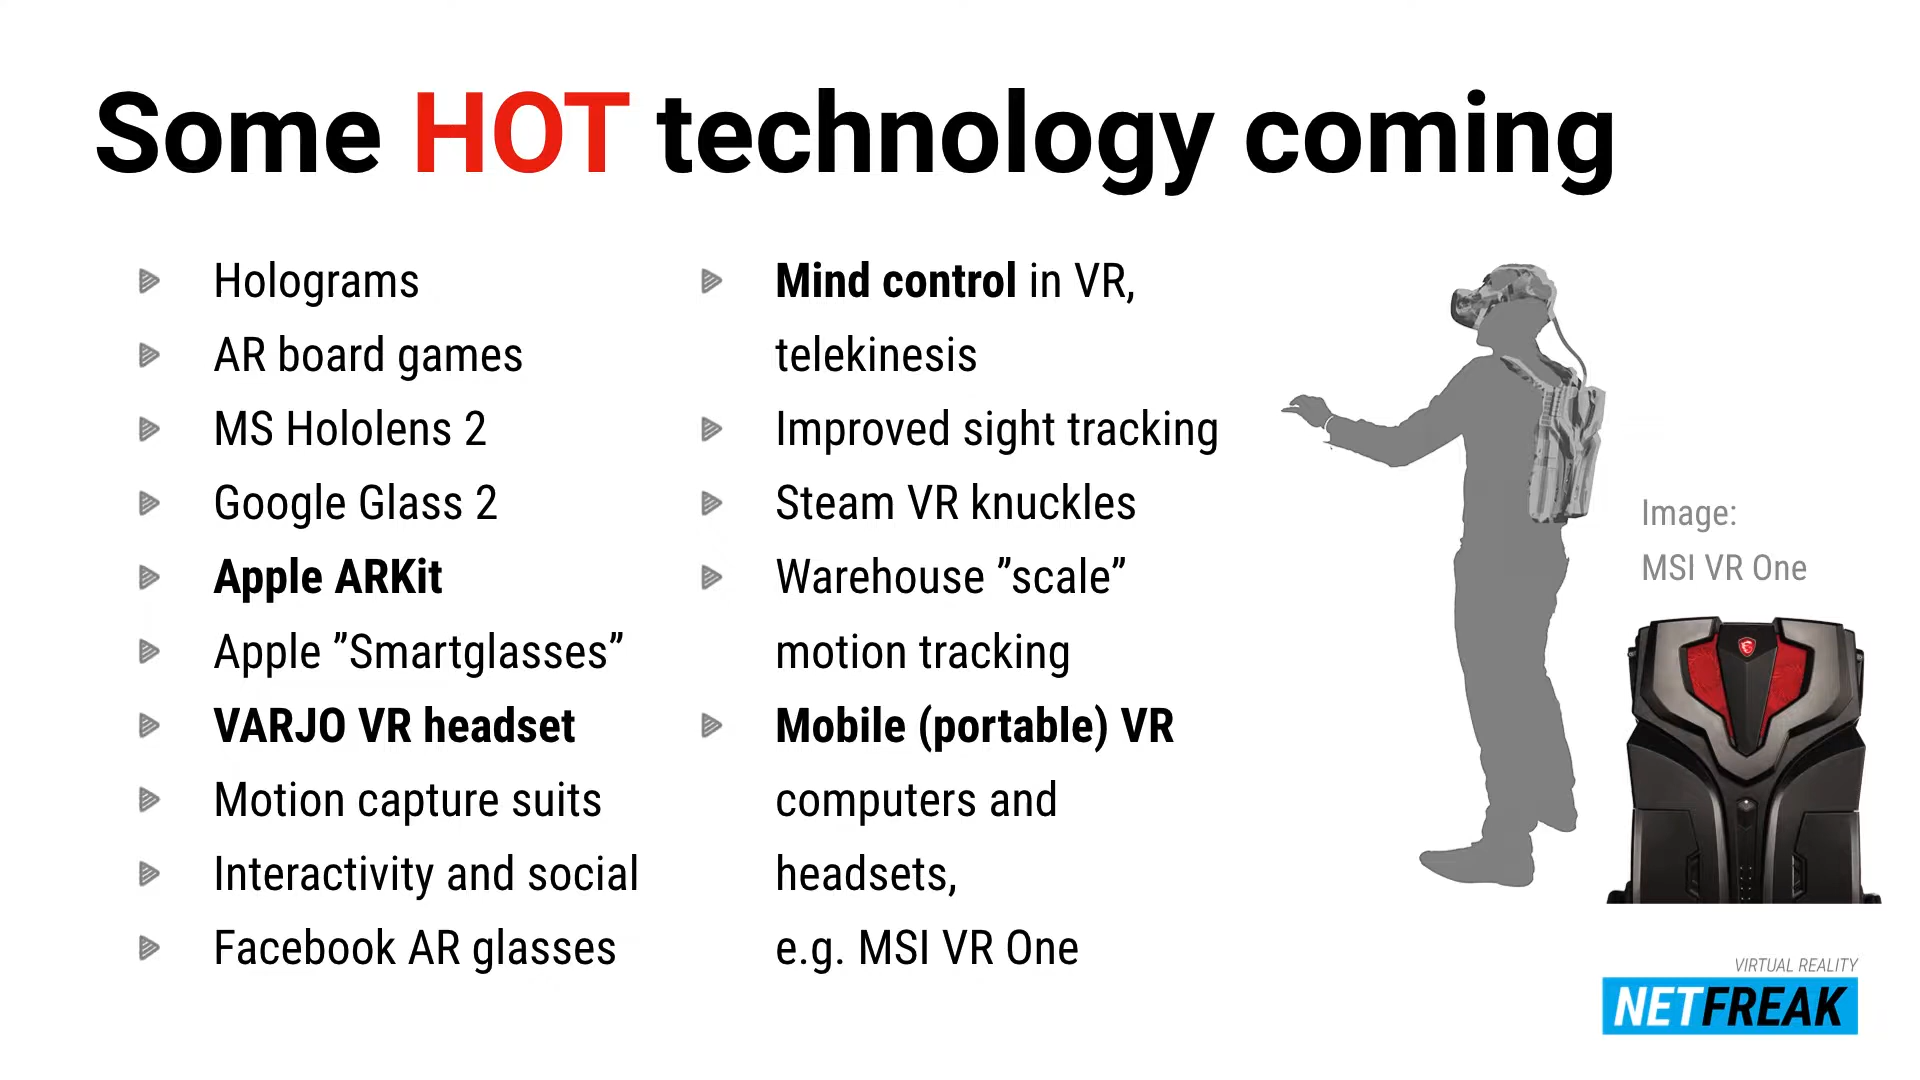 Some HOT technology coming
Holograms
AR board games
MS Hololens 2
Google Glass 2
Apple ARKit
Apple ”Smartglasses”
VARJO VR headset
Motion capture suits
Interactivity and social
Facebook AR glasses
Mind control in VR,
telekinesis
Improved sight tracking
Steam VR knuckles
Warehouse ”scale”
motion tracking
Mobile (portable) VR
computers and
headsets,
e.g. MSI VR One
Image:
MSI VR One
VIRTUAL REALITY
NETFREAK